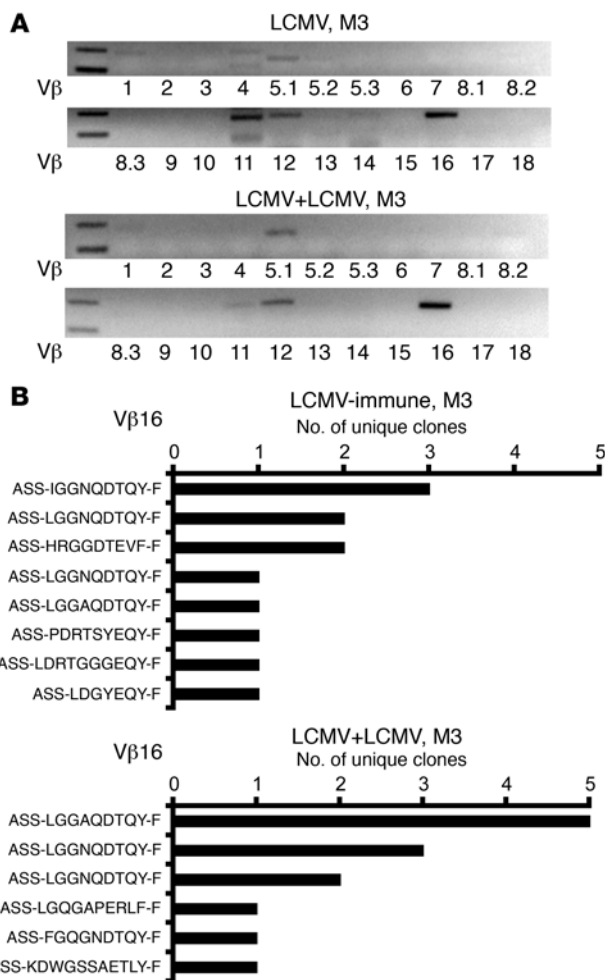 A
LCMV, M3
Vβ 1 2 3 4 5.1 5.2 5.3 6 7 8.1 8.2
Vβ 8.3 9 10 11 12 13 14 15 16 17 18
LCMV+LCMV, M3
Vβ 1 2 3 4 5.1 5.2 5.3 6 7 8.1 8.2
Vβ 8.3 9 10 11 12 13 14 15 16 17 18
B
LCMV-immune, M3
Vβ16
No. of unique clones
0 1 2 3 4 5
ASS-IGGNQDTQY-F
ASS-LGGNQDTQY-F
ASS-HRGGDTEVF-F
ASS-LGGNQDTQY-F
ASS-LGGAQDTQY-F
ASS-PDRTSYEQY-F
ASS-LDRTGGGEQY-F
ASS-LDGYEQY-F
LCMV+LCMV, M3
Vβ16
No. of unique clones
0 1 2 3 4 5
ASS-LGGAQDTQY-F
ASS-LGGNQDTQY-F
ASS-LGGNQDTQY-F
ASS-LGQGAPERLF-F
ASS-FGQGNDTQY-F
SS-KDWGSSAETLY-F